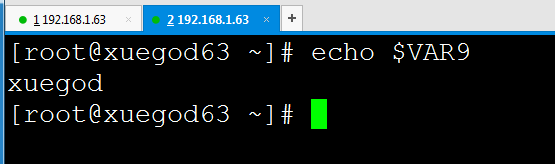 1 192.168.1.63 × 2 192.168.1.63 × +
[root@xuegod63 ~]# echo $VAR9
xuegod
[root@xuegod63 ~]#